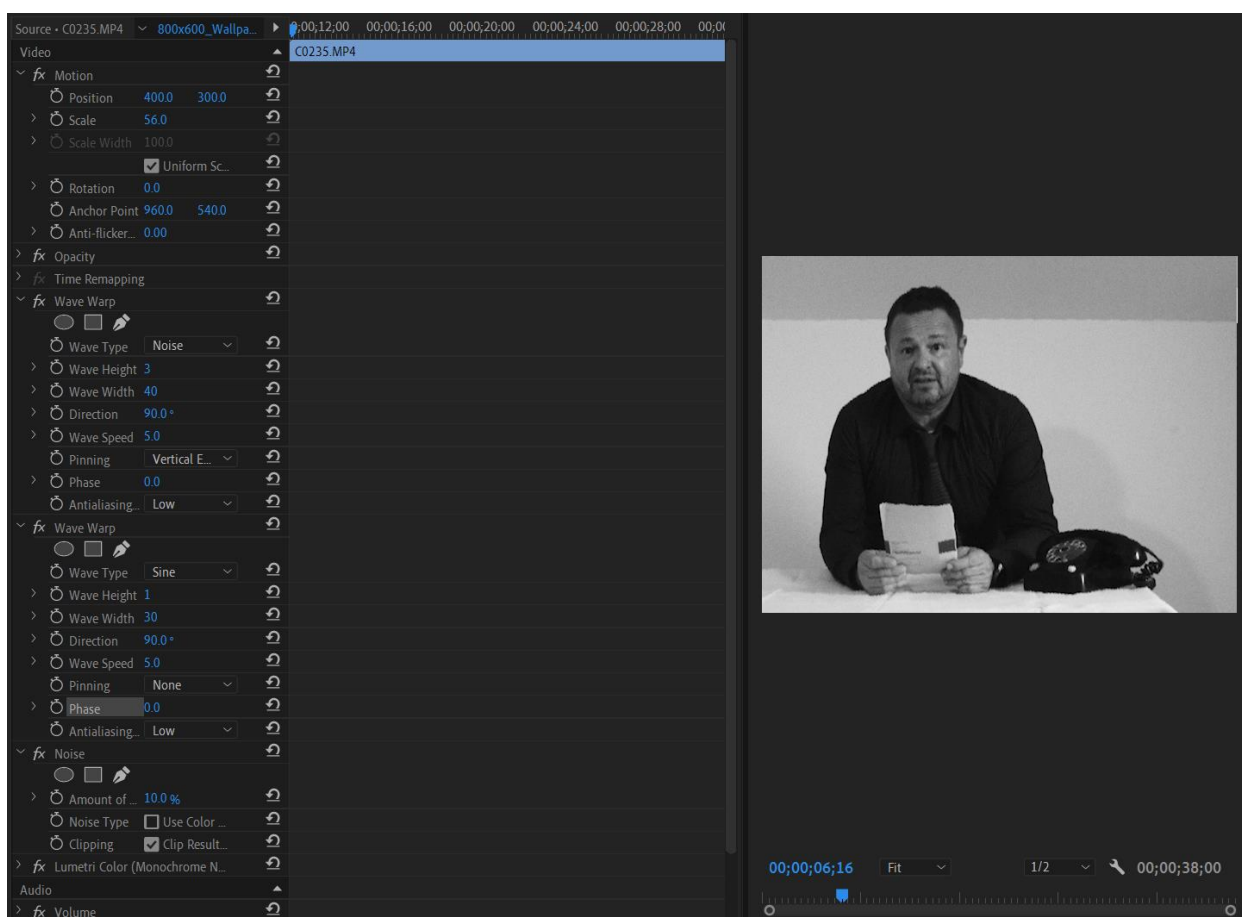 Source • C0235.MP4 800x600_Wallpa... ;00;12;00 00;00;16;00 00;00;20;00 00;00;24;00 00;00;28;00 00;0
Video C0235.MP4
fx Motion
Position 400.0 300.0
Scale 56.0
Scale Width 100.0
Uniform Sc...
Rotation 0.0
Anchor Point 960.0 540.0
Anti-flicker... 0.00
fx Opacity
fx Time Remapping
fx Wave Warp
Wave Type Noise
Wave Height 3
Wave Width 40
Direction 90.0 °
Wave Speed 5.0
Pinning Vertical E...
Phase 0.0
Antialiasing... Low
fx Wave Warp
Wave Type Sine
Wave Height 1
Wave Width 30
Direction 90.0 °
Wave Speed 5.0
Pinning None
Phase 0.0
Antialiasing... Low
fx Noise
Amount of ... 10.0 %
Noise Type Use Color ...
Clipping Clip Result...
fx Lumetri Color (Monochrome N...
Audio
fx Volume
00;00;06;16 Fit 1/2 00;00;38;00